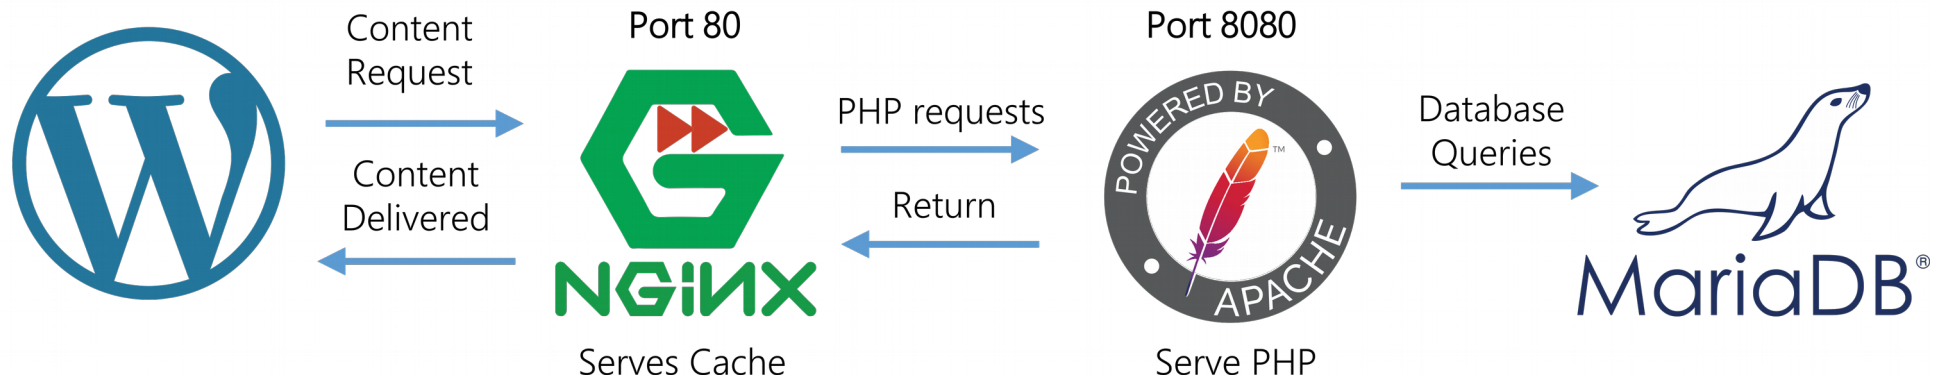 Content
Request
Content
Delivered
Port 80
NGiNX
Serves Cache
PHP requests
Return
Port 8080
POWERED BY
APACHE
™
Serve PHP
Database
Queries
MariaDB®